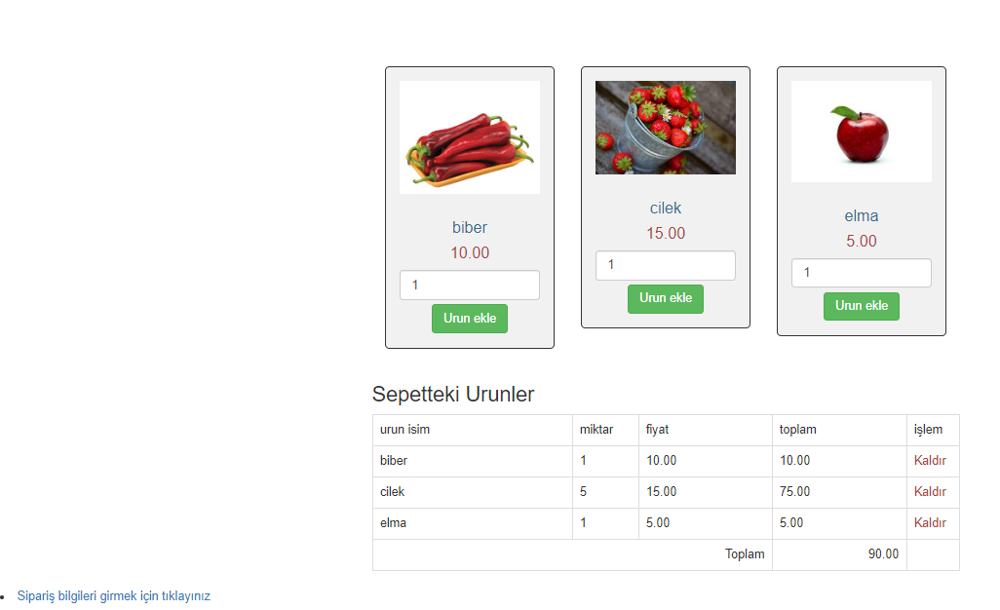 biber
10.00
1
Urun ekle
cilek
15.00
1
Urun ekle
elma
5.00
1
Urun ekle
Sepetteki Urunler
urun isim miktar fiyat toplam işlem
biber 1 10.00 10.00 Kaldır
cilek 5 15.00 75.00 Kaldır
elma 1 5.00 5.00 Kaldır
Toplam 90.00
Sipariş bilgileri girmek için tıklayınız